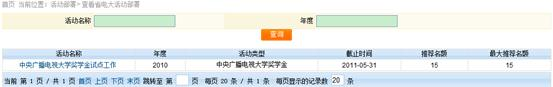 首页 当前位置：活动部署>查看省电大活动部署
活动名称 年度
查询
活动名称 年度 活动类型 截止时间 推荐名额 最大推荐名额
中央广播电视大学奖学金试点工作 2010 中央广播电视大学奖学金 2011-05-31 15 15
当前 第 1 页 / 共 1 页 首页 上页 下页 末页 跳转至 第 页 每页 20 条 / 共 1 条 每页显示的记录数 20 条